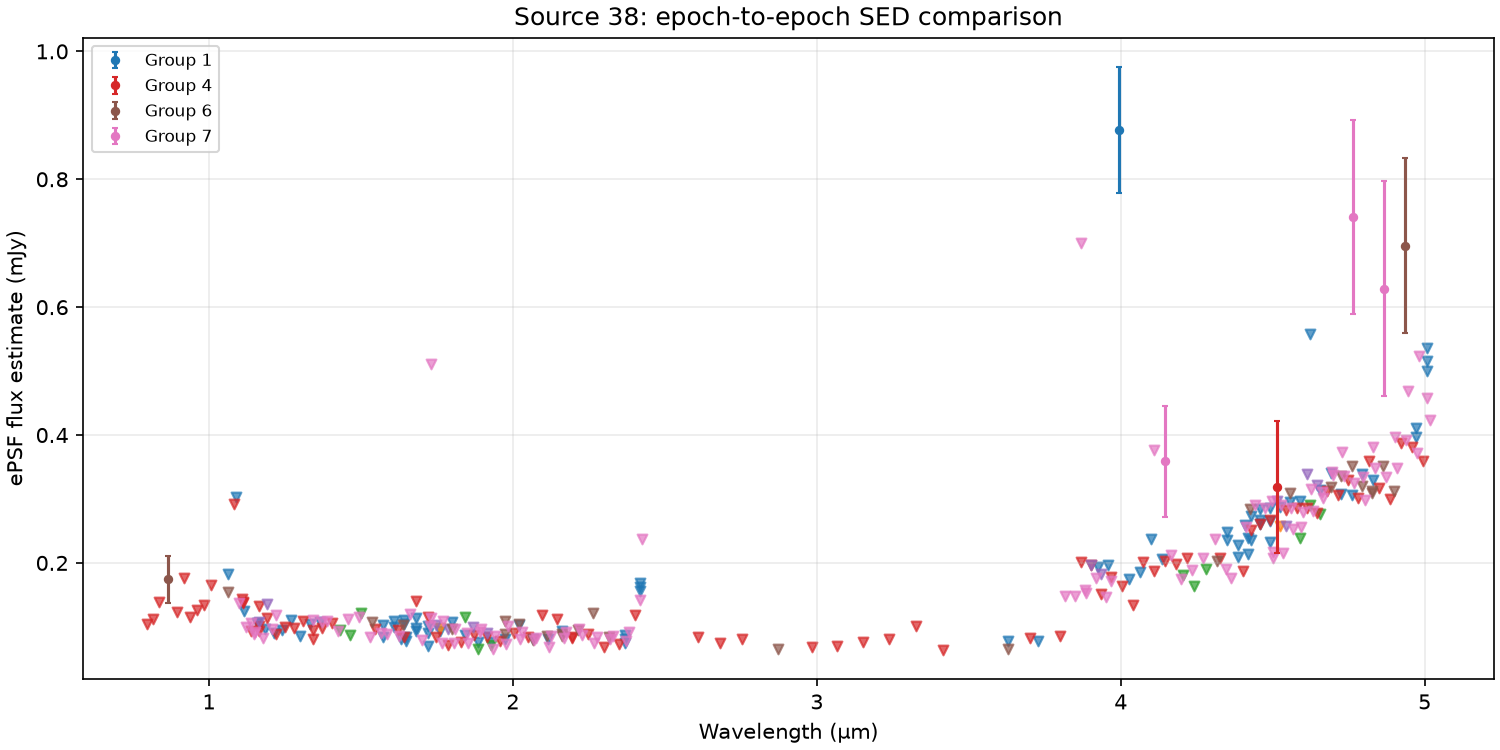 Source 38: epoch-to-epoch SED comparison
Group 1
Group 4
Group 6
Group 7
1.0
0.8
0.6
0.4
0.2
ePSF flux estimate (mJy)
1 2 3 4 5
Wavelength (μm)